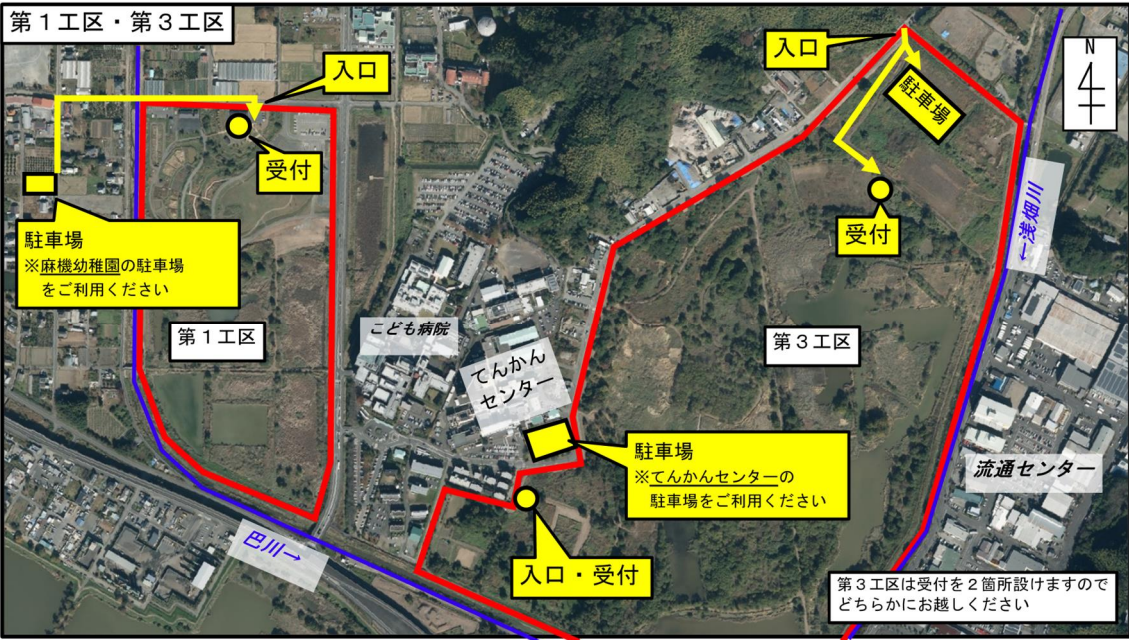 第1工区・第3工区
入口
受付
駐車場
※麻機幼稚園の駐車場
をご利用ください
第1工区
こども病院
てんかん
センター
入口
駐車場
受付
N
←浅畑川
第3工区
駐車場
※てんかんセンターの
駐車場をご利用ください
流通センター
巴川→
入口・受付
第3工区は受付を2箇所設けますので
どちらかにお越しください